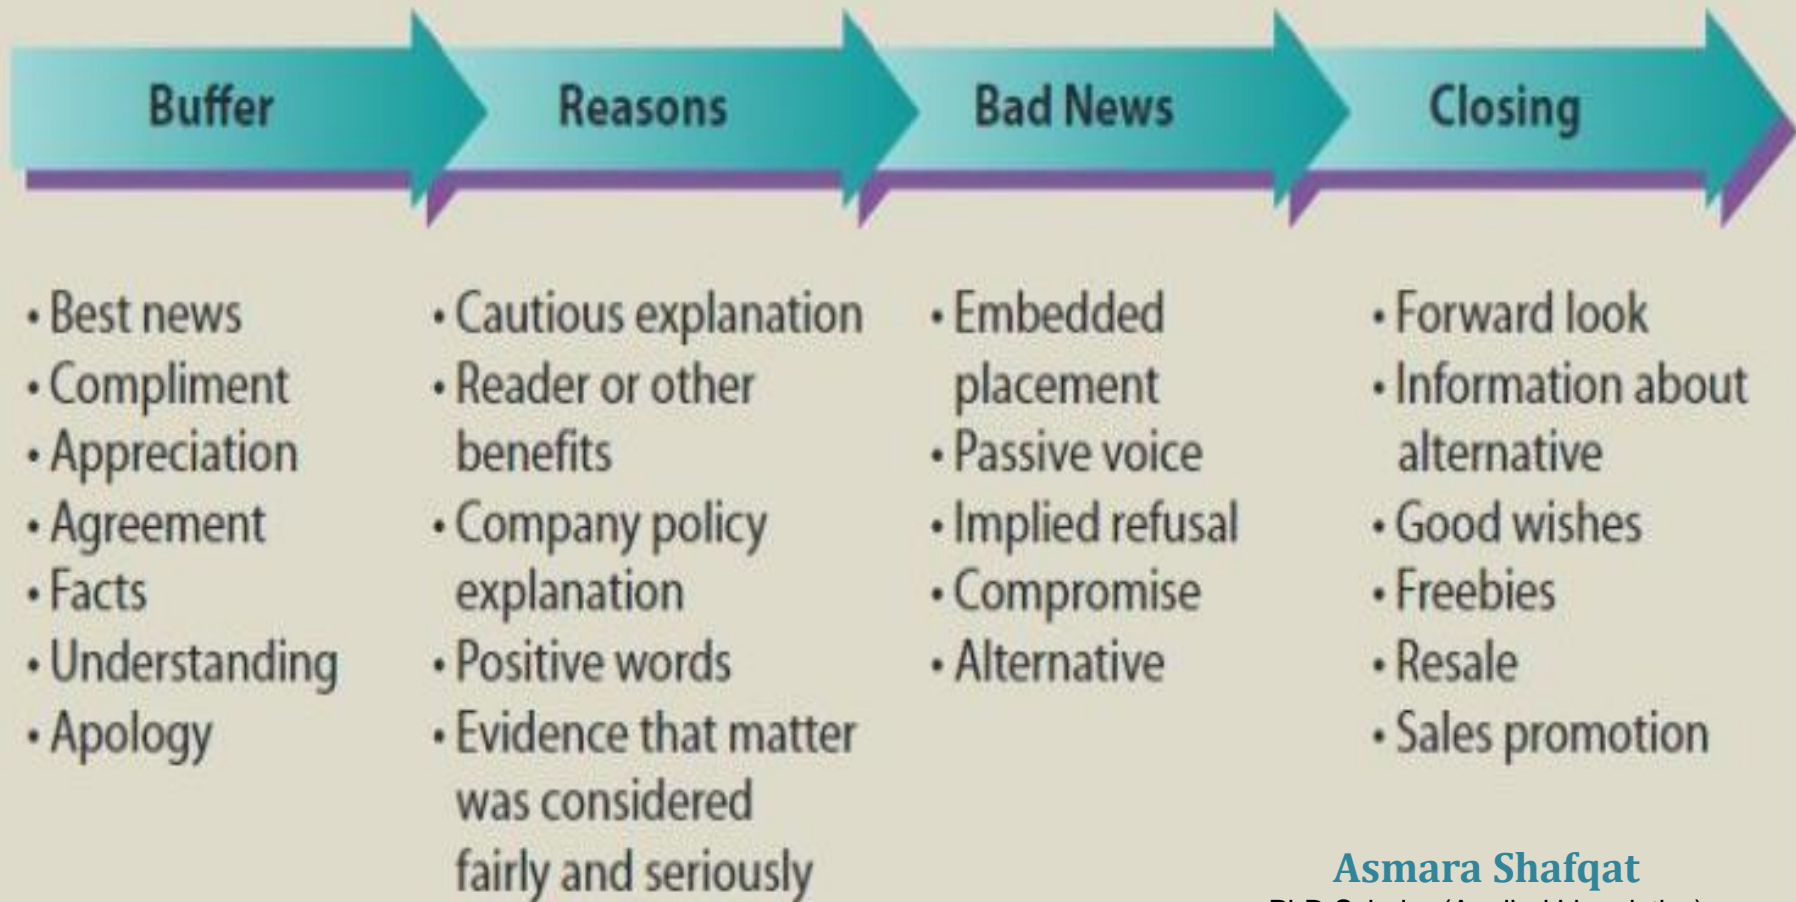 Buffer
Reasons
Bad News
Closing
• Best news
• Compliment
• Appreciation
• Agreement
• Facts
• Understanding
• Apology
• Cautious explanation
• Reader or other
benefits
• Company policy
explanation
• Positive words
• Evidence that matter
was considered
fairly and seriously
• Embedded
placement
• Passive voice
• Implied refusal
• Compromise
• Alternative
• Forward look
• Information about
alternative
• Good wishes
• Freebies
• Resale
• Sales promotion
Asmara Shafqat